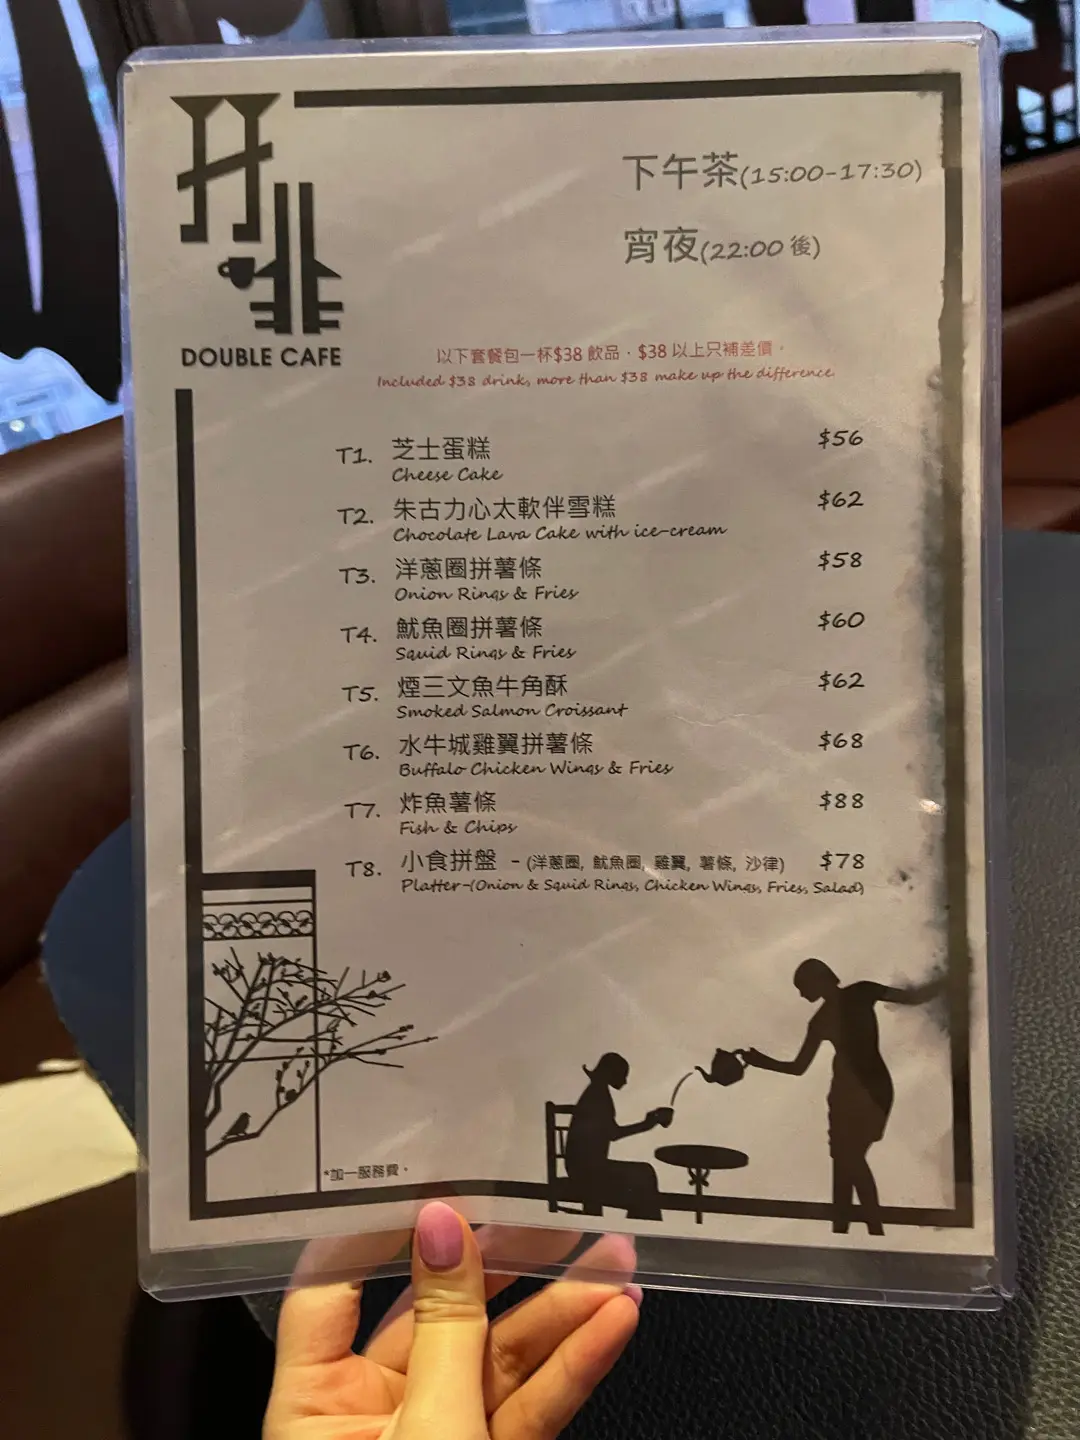 DOUBLE CAFE
下午茶(15:00-17:30)
宵夜(22:00 後)
以下套餐包一杯$38 飲品﹐$38 以上只補差價。
Included $38 drink, more than $38 make up the difference.
T1. 芝士蛋糕 $56
Cheese Cake
T2. 朱古力心太軟伴雪糕 $62
Chocolate Lava Cake with ice-cream
T3. 洋蔥圈拼薯條 $58
Onion Rings & Fries
T4. 魷魚圈拼薯條 $60
Squid Rings & Fries
T5. 煙三文魚牛角酥 $62
Smoked Salmon Croissant
T6. 水牛城雞翼拼薯條 $68
Buffalo Chicken Wings & Fries
T7. 炸魚薯條 $88
Fish & Chips
T8. 小食拼盤 - (洋蔥圈, 魷魚圈, 雞翼, 薯條, 沙律) $78
Platter-(Onion & Squid Rings, Chicken Wings, Fries, Salad)
*加一服務費。